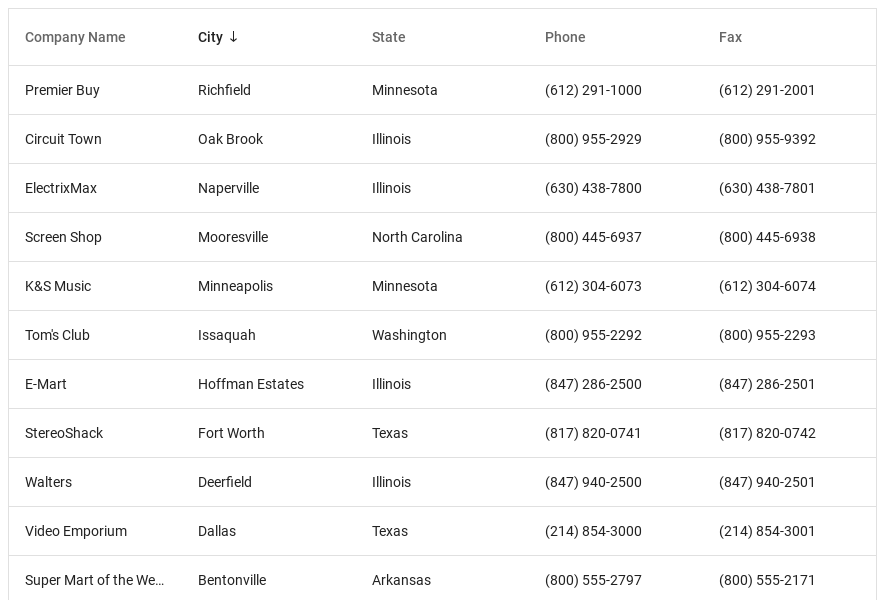 Company Name City ↓ State Phone Fax
Premier Buy Richfield Minnesota (612) 291-1000 (612) 291-2001
Circuit Town Oak Brook Illinois (800) 955-2929 (800) 955-9392
ElectrixMax Naperville Illinois (630) 438-7800 (630) 438-7801
Screen Shop Mooresville North Carolina (800) 445-6937 (800) 445-6938
K&S Music Minneapolis Minnesota (612) 304-6073 (612) 304-6074
Tom's Club Issaquah Washington (800) 955-2292 (800) 955-2293
E-Mart Hoffman Estates Illinois (847) 286-2500 (847) 286-2501
StereoShack Fort Worth Texas (817) 820-0741 (817) 820-0742
Walters Deerfield Illinois (847) 940-2500 (847) 940-2501
Video Emporium Dallas Texas (214) 854-3000 (214) 854-3001
Super Mart of the We… Bentonville Arkansas (800) 555-2797 (800) 555-2171